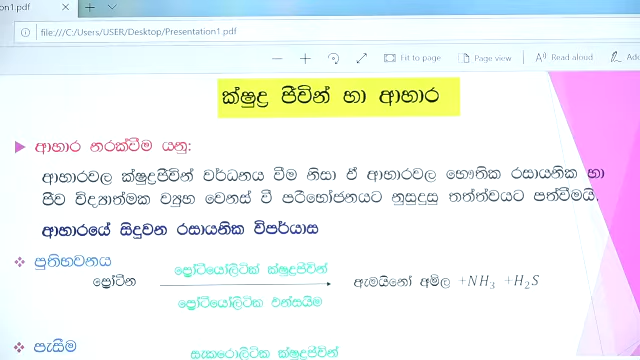 on1.pdf
file:///C:/Users/USER/Desktop/Presentation1.pdf
Fit to page Page view Read aloud
ක්ෂුද්‍ර ජීවින් හා ආහාර
ආහාර නරක්වීම යනු:
ආහාරවල ක්ෂුද්‍රජීවින් වර්ධනය වීම නිසා ඒ ආහාරවල භෞතික රසායනික හා
ජීව විද්‍යාත්මක ව්‍යුහ වෙනස් වී පරිභෝජනයට නුසුදුසු තත්ත්වයට පත්වීමයි.
ආහාරයේ සිදුවන රසායනික විපර්යාස
පුතිභවනය
ප්‍රෝටියෝලිටික් ක්ෂුද්‍රජීවින්
ප්‍රෝටීන ඇමයිනෝ අම්ල +NH₃ +H₂S
ප්‍රෝටියෝලිටික එන්සයිම
පැසීම
සැකරොලිටික ක්ෂුද්‍රජීවින්